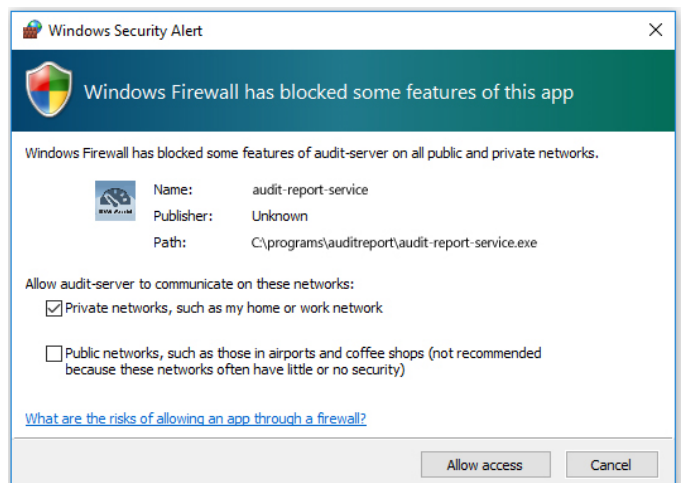 Windows Security Alert
Windows Firewall has blocked some features of this app
Windows Firewall has blocked some features of audit-server on all public and private networks.
Name: audit-report-service
Publisher: Unknown
Path: C:\programs\auditreport\audit-report-service.exe
Allow audit-server to communicate on these networks:
Private networks, such as my home or work network
Public networks, such as those in airports and coffee shops (not recommended
because these networks often have little or no security)
What are the risks of allowing an app through a firewall?
Allow access Cancel